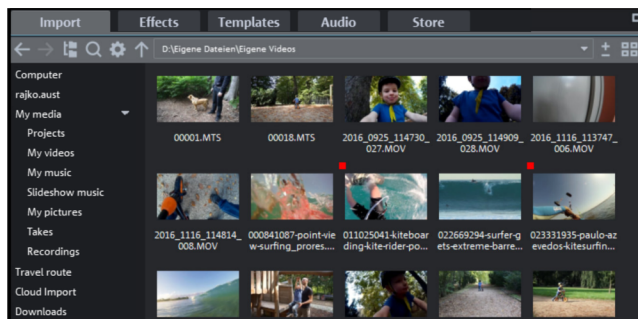 Import Effects Templates Audio Store
D:\Eigene Dateien\Eigene Videos
Computer
rajko.aust
My media
Projects
My videos
My music
Slideshow music
My pictures
Takes
Recordings
Travel route
Cloud Import
Downloads
00001.MTS
00018.MTS
2016_0925_114730_
027.MOV
2016_0925_114909_
028.MOV
2016_1116_113747_
006.MOV
2016_1116_114814_
008.MOV
000841087-point-vie
w-surfing_prores....
011025041-kiteboar
ding-kite-rider-po...
022669294-surfer-g
ets-extreme-barre...
023331935-paulo-az
evedos-kitesurfin...